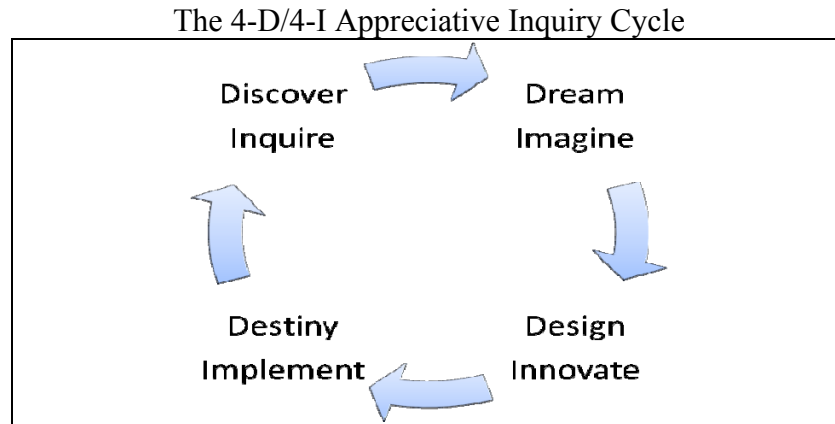 The 4-D/4-I Appreciative Inquiry Cycle
Discover
Inquire
Dream
Imagine
Design
Innovate
Destiny
Implement